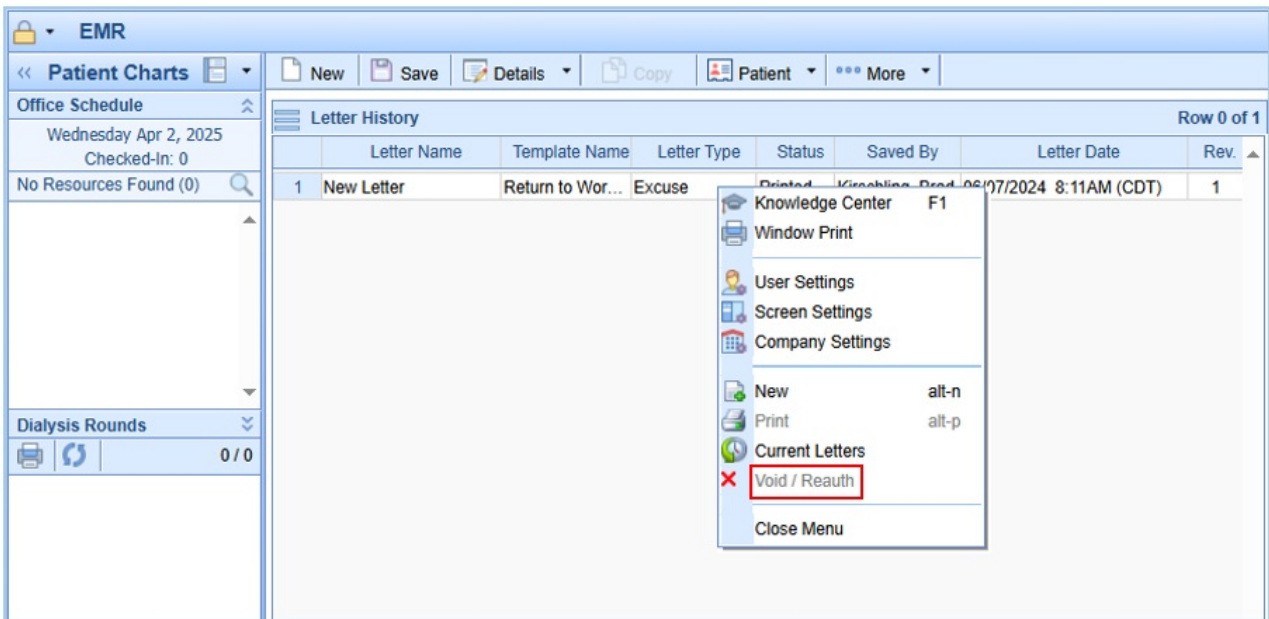 EMR
Patient Charts
New Save Details Copy Patient More
Office Schedule
Wednesday Apr 2, 2025
Checked-In: 0
No Resources Found (0)
Dialysis Rounds
0 / 0
Letter History Row 0 of 1
Letter Name Template Name Letter Type Status Saved By Letter Date Rev.
1 New Letter Return to Wor... Excuse Printed Kirschling, Prod 06/07/2024 8:11AM (CDT) 1
Knowledge Center F1
Window Print
User Settings
Screen Settings
Company Settings
New alt-n
Print alt-p
Current Letters
Void / Reauth
Close Menu